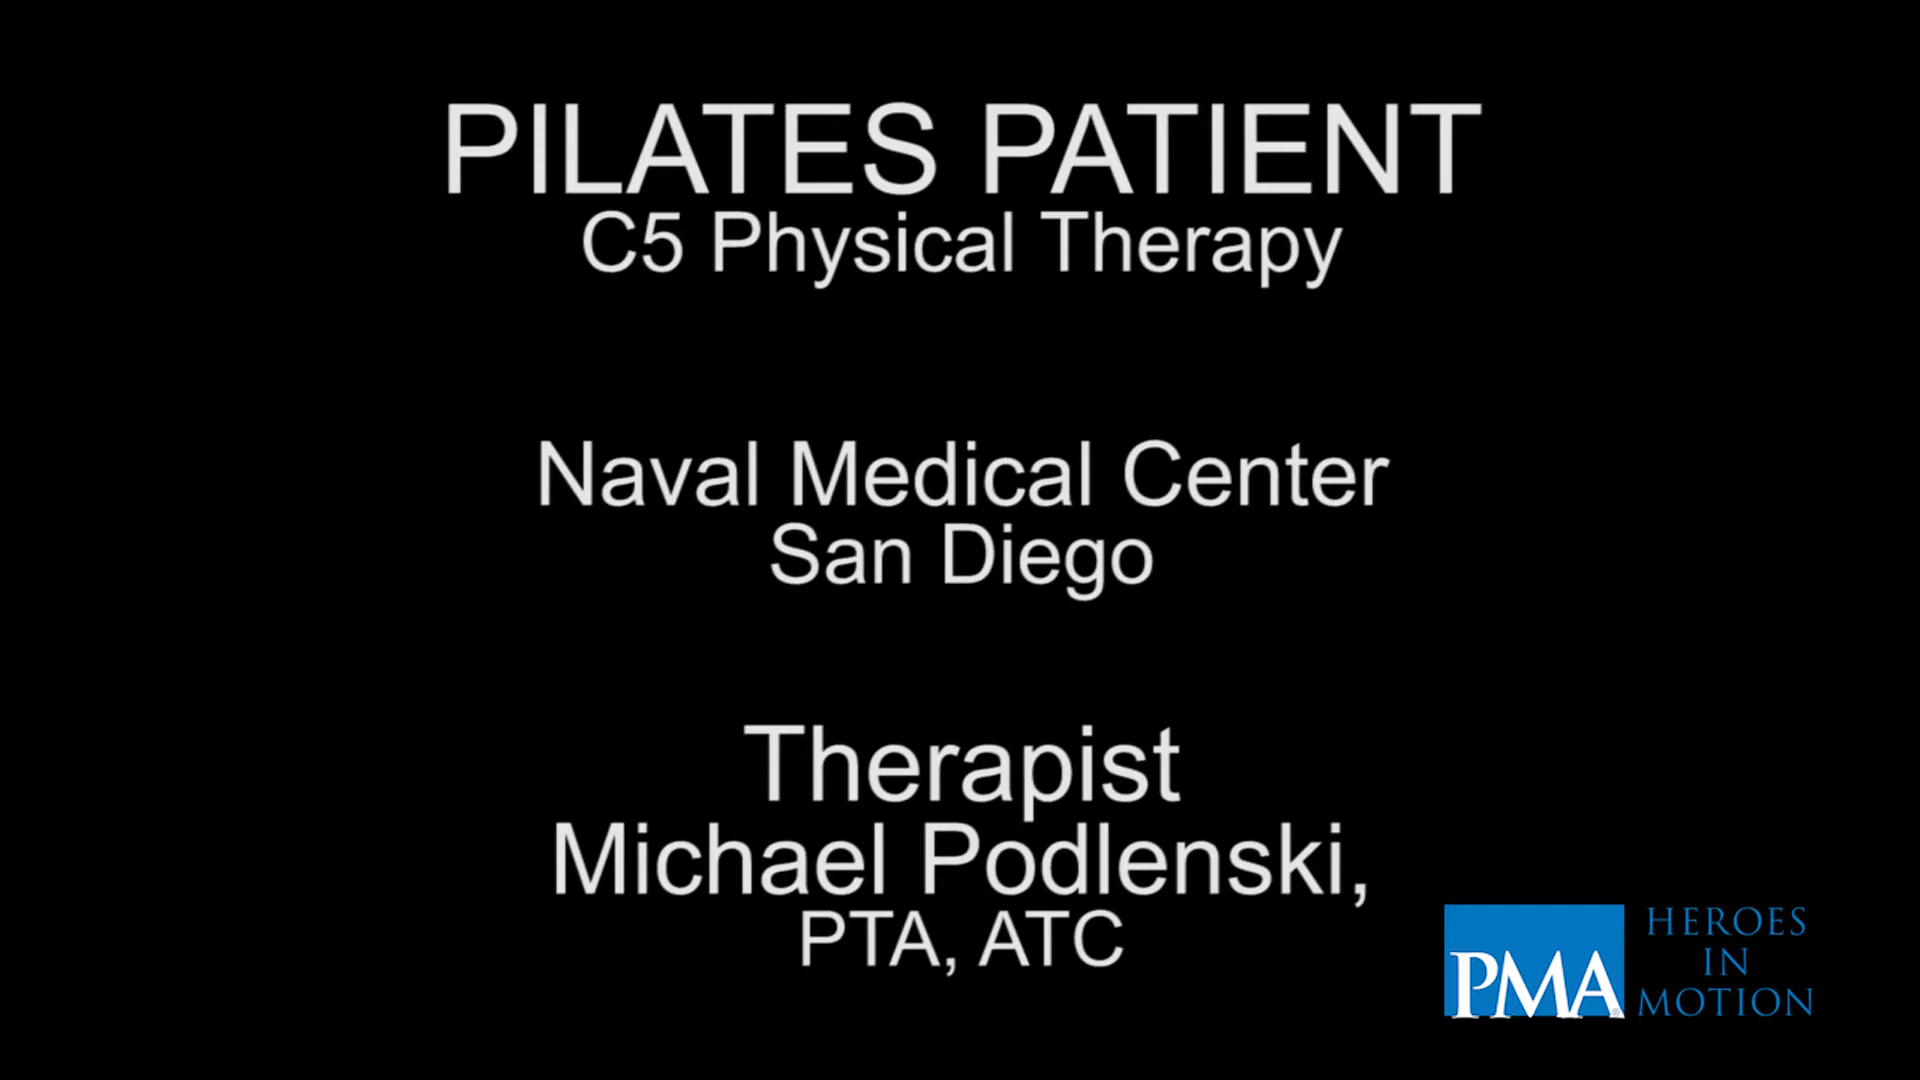 PILATES PATIENT
C5 Physical Therapy
Naval Medical Center
San Diego
Therapist
Michael Podlenski,
PTA, ATC
PMA®
HEROES
IN
MOTION